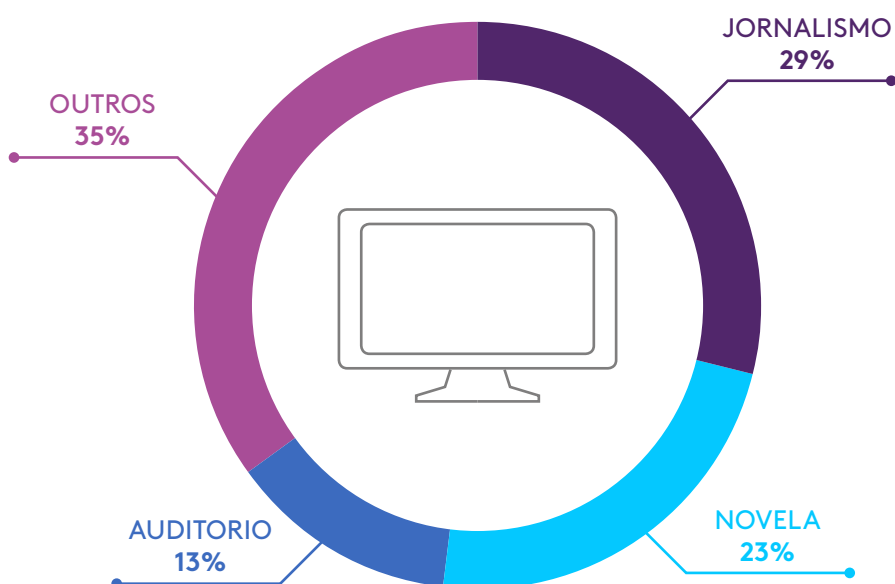 JORNALISMO
29%
OUTROS
35%
NOVELA
23%
AUDITORIO
13%